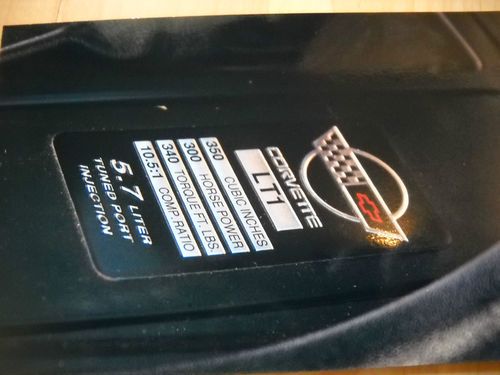 CORVETTE
LT1
350 CUBIC INCHES
300 HORSE POWER
340 TORQUE FT. LBS.
10.5:1 COMP. RATIO
5.7 LITER
TUNED PORT
INJECTION